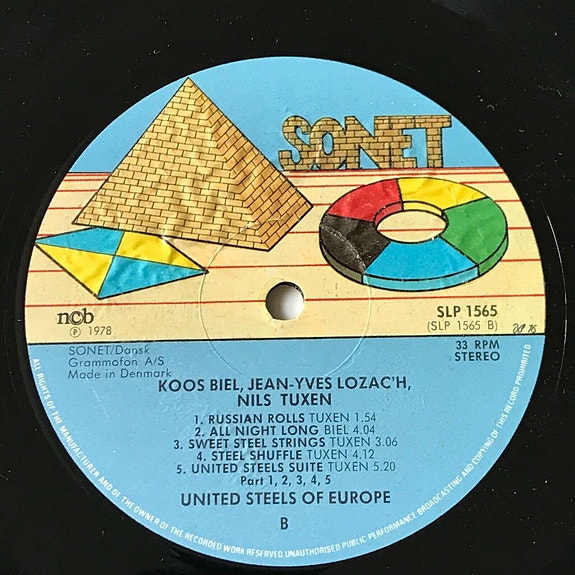 SONET
ncb
℗ 1978
SLP 1565
(SLP 1565 B)
SONET/Dansk
Grammofon A/S
Made in Denmark
33 RPM
STEREO
KOOS BIEL, JEAN-YVES LOZAC'H,
NILS TUXEN
1. RUSSIAN ROLLS TUXEN 1.54
2. ALL NIGHT LONG BIEL 4.04
3. SWEET STEEL STRINGS TUXEN 3.06
4. STEEL SHUFFLE TUXEN 4.12
5. UNITED STEELS SUITE TUXEN 5.20
Part 1, 2, 3, 4, 5
UNITED STEELS OF EUROPE
B
ALL RIGHTS OF THE MANUFACTURER AND OF THE OWNER OF THE RECORDED WORK RESERVED. UNAUTHORISED PUBLIC PERFORMANCE BROADCASTING AND COPYING OF THIS RECORD PROHIBITED